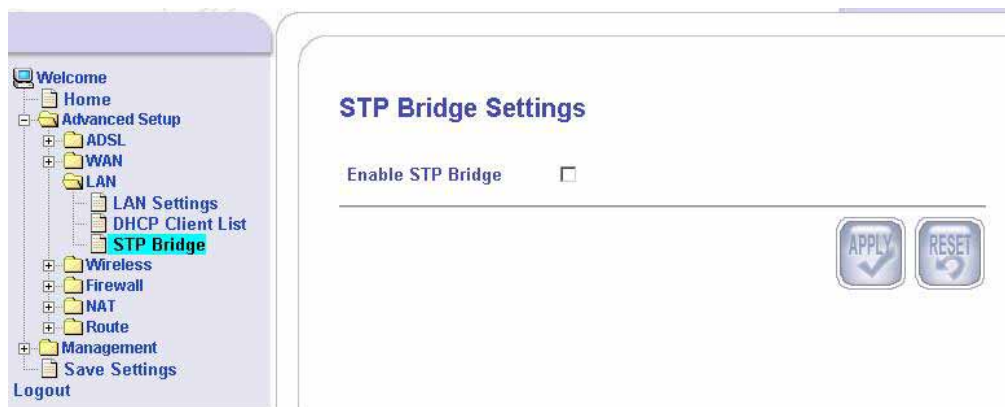 Welcome
Home
Advanced Setup
ADSL
WAN
LAN
LAN Settings
DHCP Client List
STP Bridge
Wireless
Firewall
NAT
Route
Management
Save Settings
Logout
STP Bridge Settings
Enable STP Bridge
APPLY
RESET